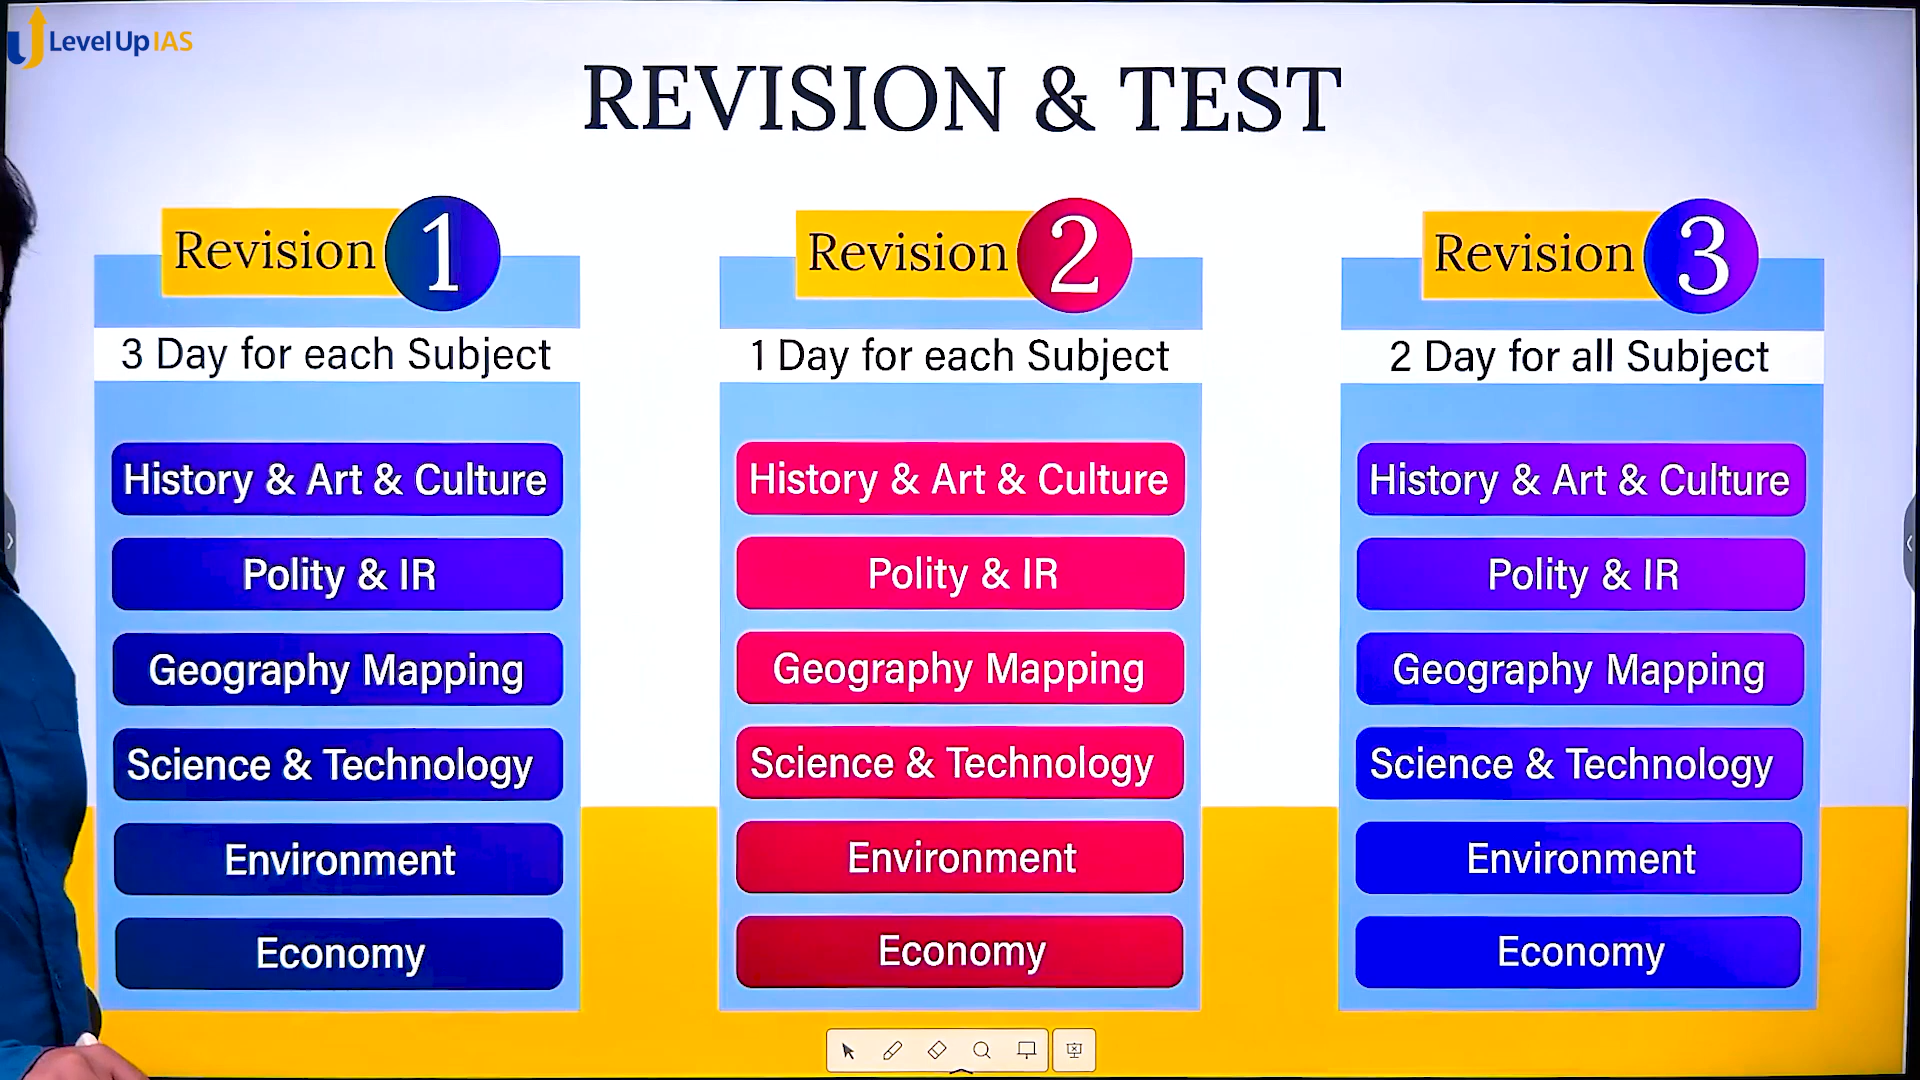 Level Up IAS
REVISION & TEST
Revision 1
3 Day for each Subject
History & Art & Culture
Polity & IR
Geography Mapping
Science & Technology
Environment
Economy
Revision 2
1 Day for each Subject
History & Art & Culture
Polity & IR
Geography Mapping
Science & Technology
Environment
Economy
Revision 3
2 Day for all Subject
History & Art & Culture
Polity & IR
Geography Mapping
Science & Technology
Environment
Economy